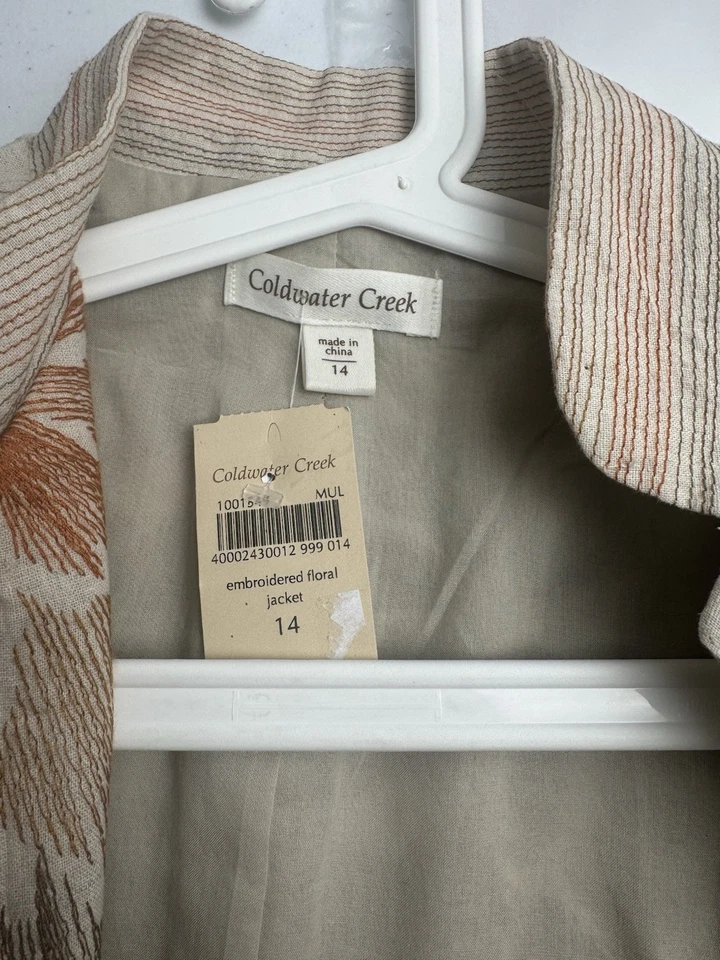 Coldwater Creek
made in
china
14
Coldwater Creek
MUL
40002430012 999 014
embroidered floral
jacket
14